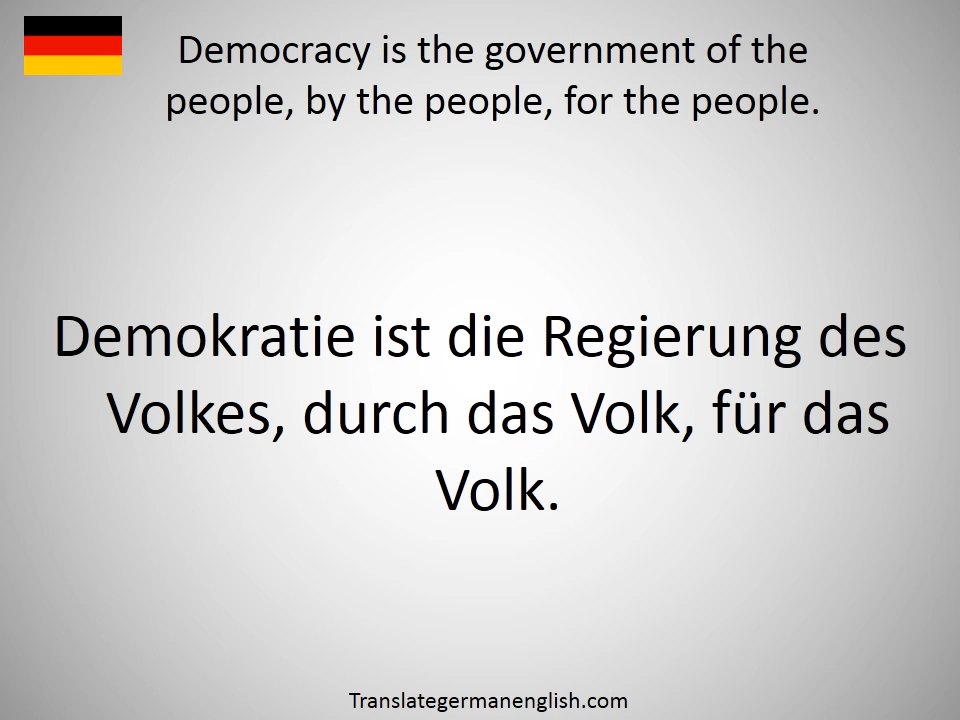 Democracy is the government of the
people, by the people, for the people.
Demokratie ist die Regierung des
Volkes, durch das Volk, für das
Volk.
Translategermanenglish.com